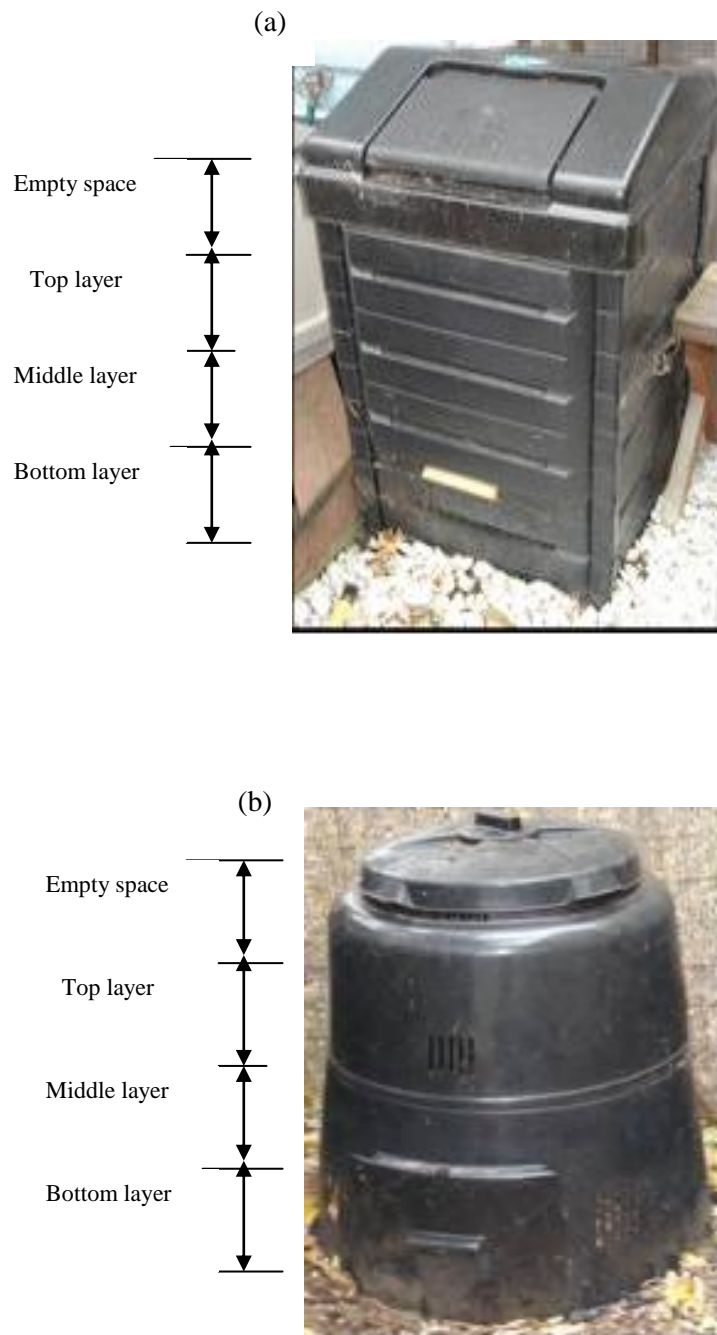 (a)
Empty space
Top layer
Middle layer
Bottom layer
(b)
Empty space
Top layer
Middle layer
Bottom layer